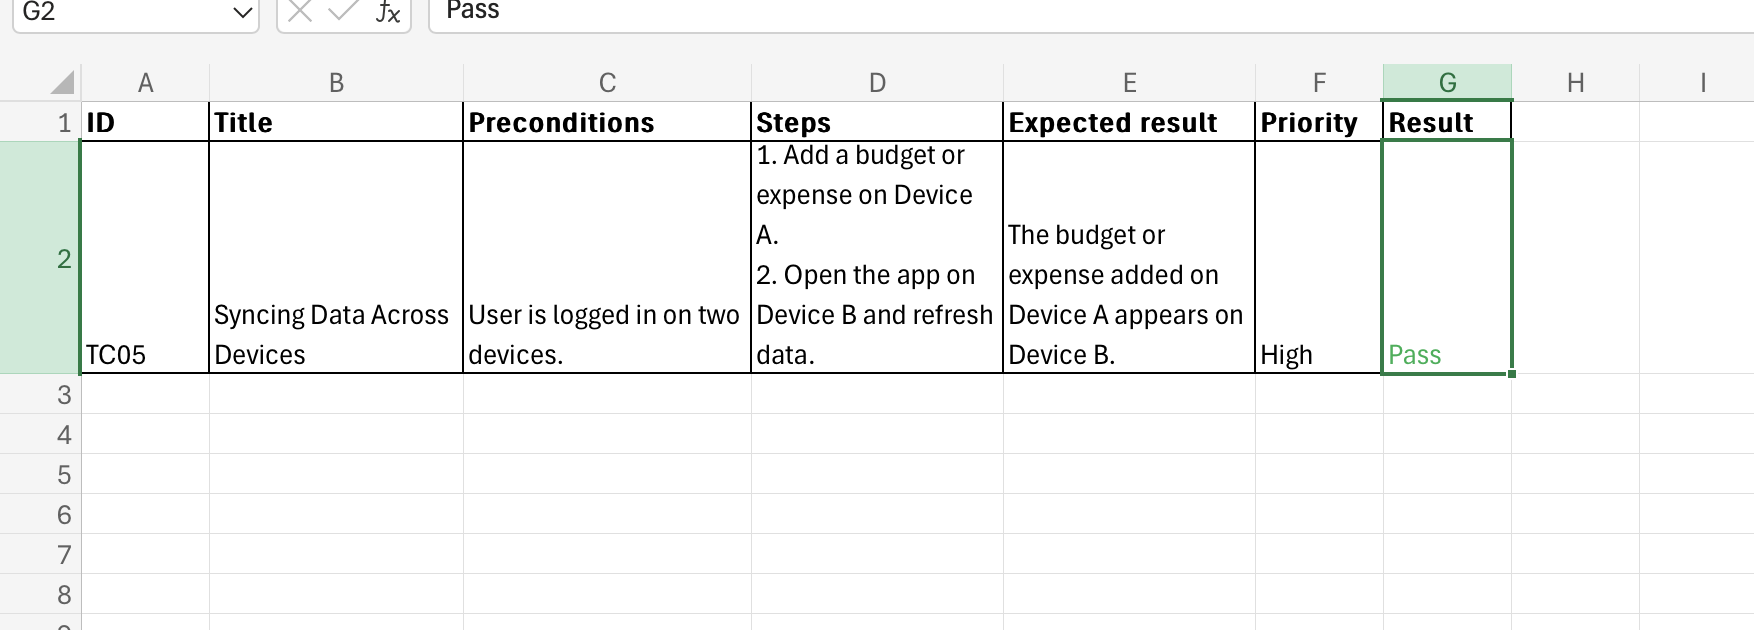 G2
fx
Pass
A B C D E F G H I
1 ID Title Preconditions Steps Expected result Priority Result
2
TC05
Syncing Data Across
Devices
User is logged in on two
devices.
1. Add a budget or
expense on Device
A.
2. Open the app on
Device B and refresh
data.
The budget or
expense added on
Device A appears on
Device B.
High
Pass
3
4
5
6
7
8